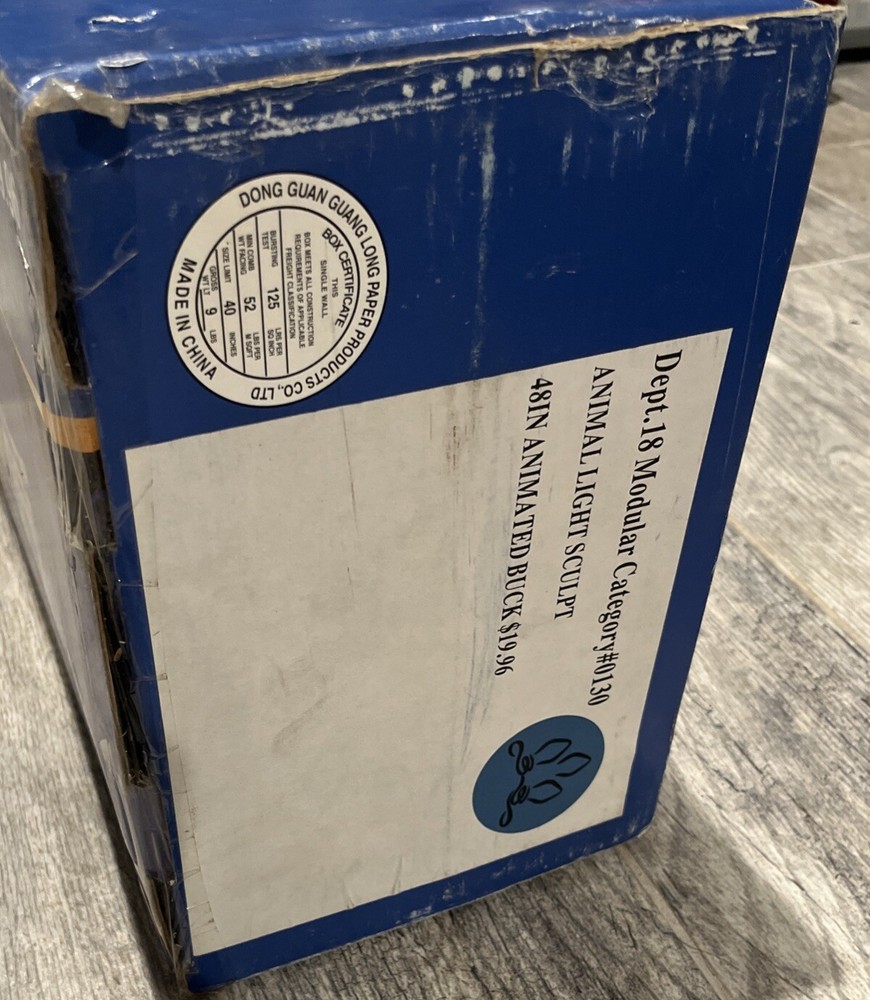 Dept.18 Modular Category#0130
ANIMAL LIGHT SCULPT
48IN ANIMATED BUCK $19.96
DONG GUAN GUANG LONG PAPER PRODUCTS CO., LTD
BOX CERTIFICATE
THIS
SINGLE WALL
BOX MEETS ALL CONSTRUCTION
REQUIREMENTS OF APPLICABLE
FREIGHT CLASSIFICATION
BURSTING TEST 125 LBS PER SQ INCH
MIN COMB WT FACING 52 LBS PER M SQFT
SIZE LIMIT 40 INCHES
GROSS WT LT 9 LBS
MADE IN CHINA